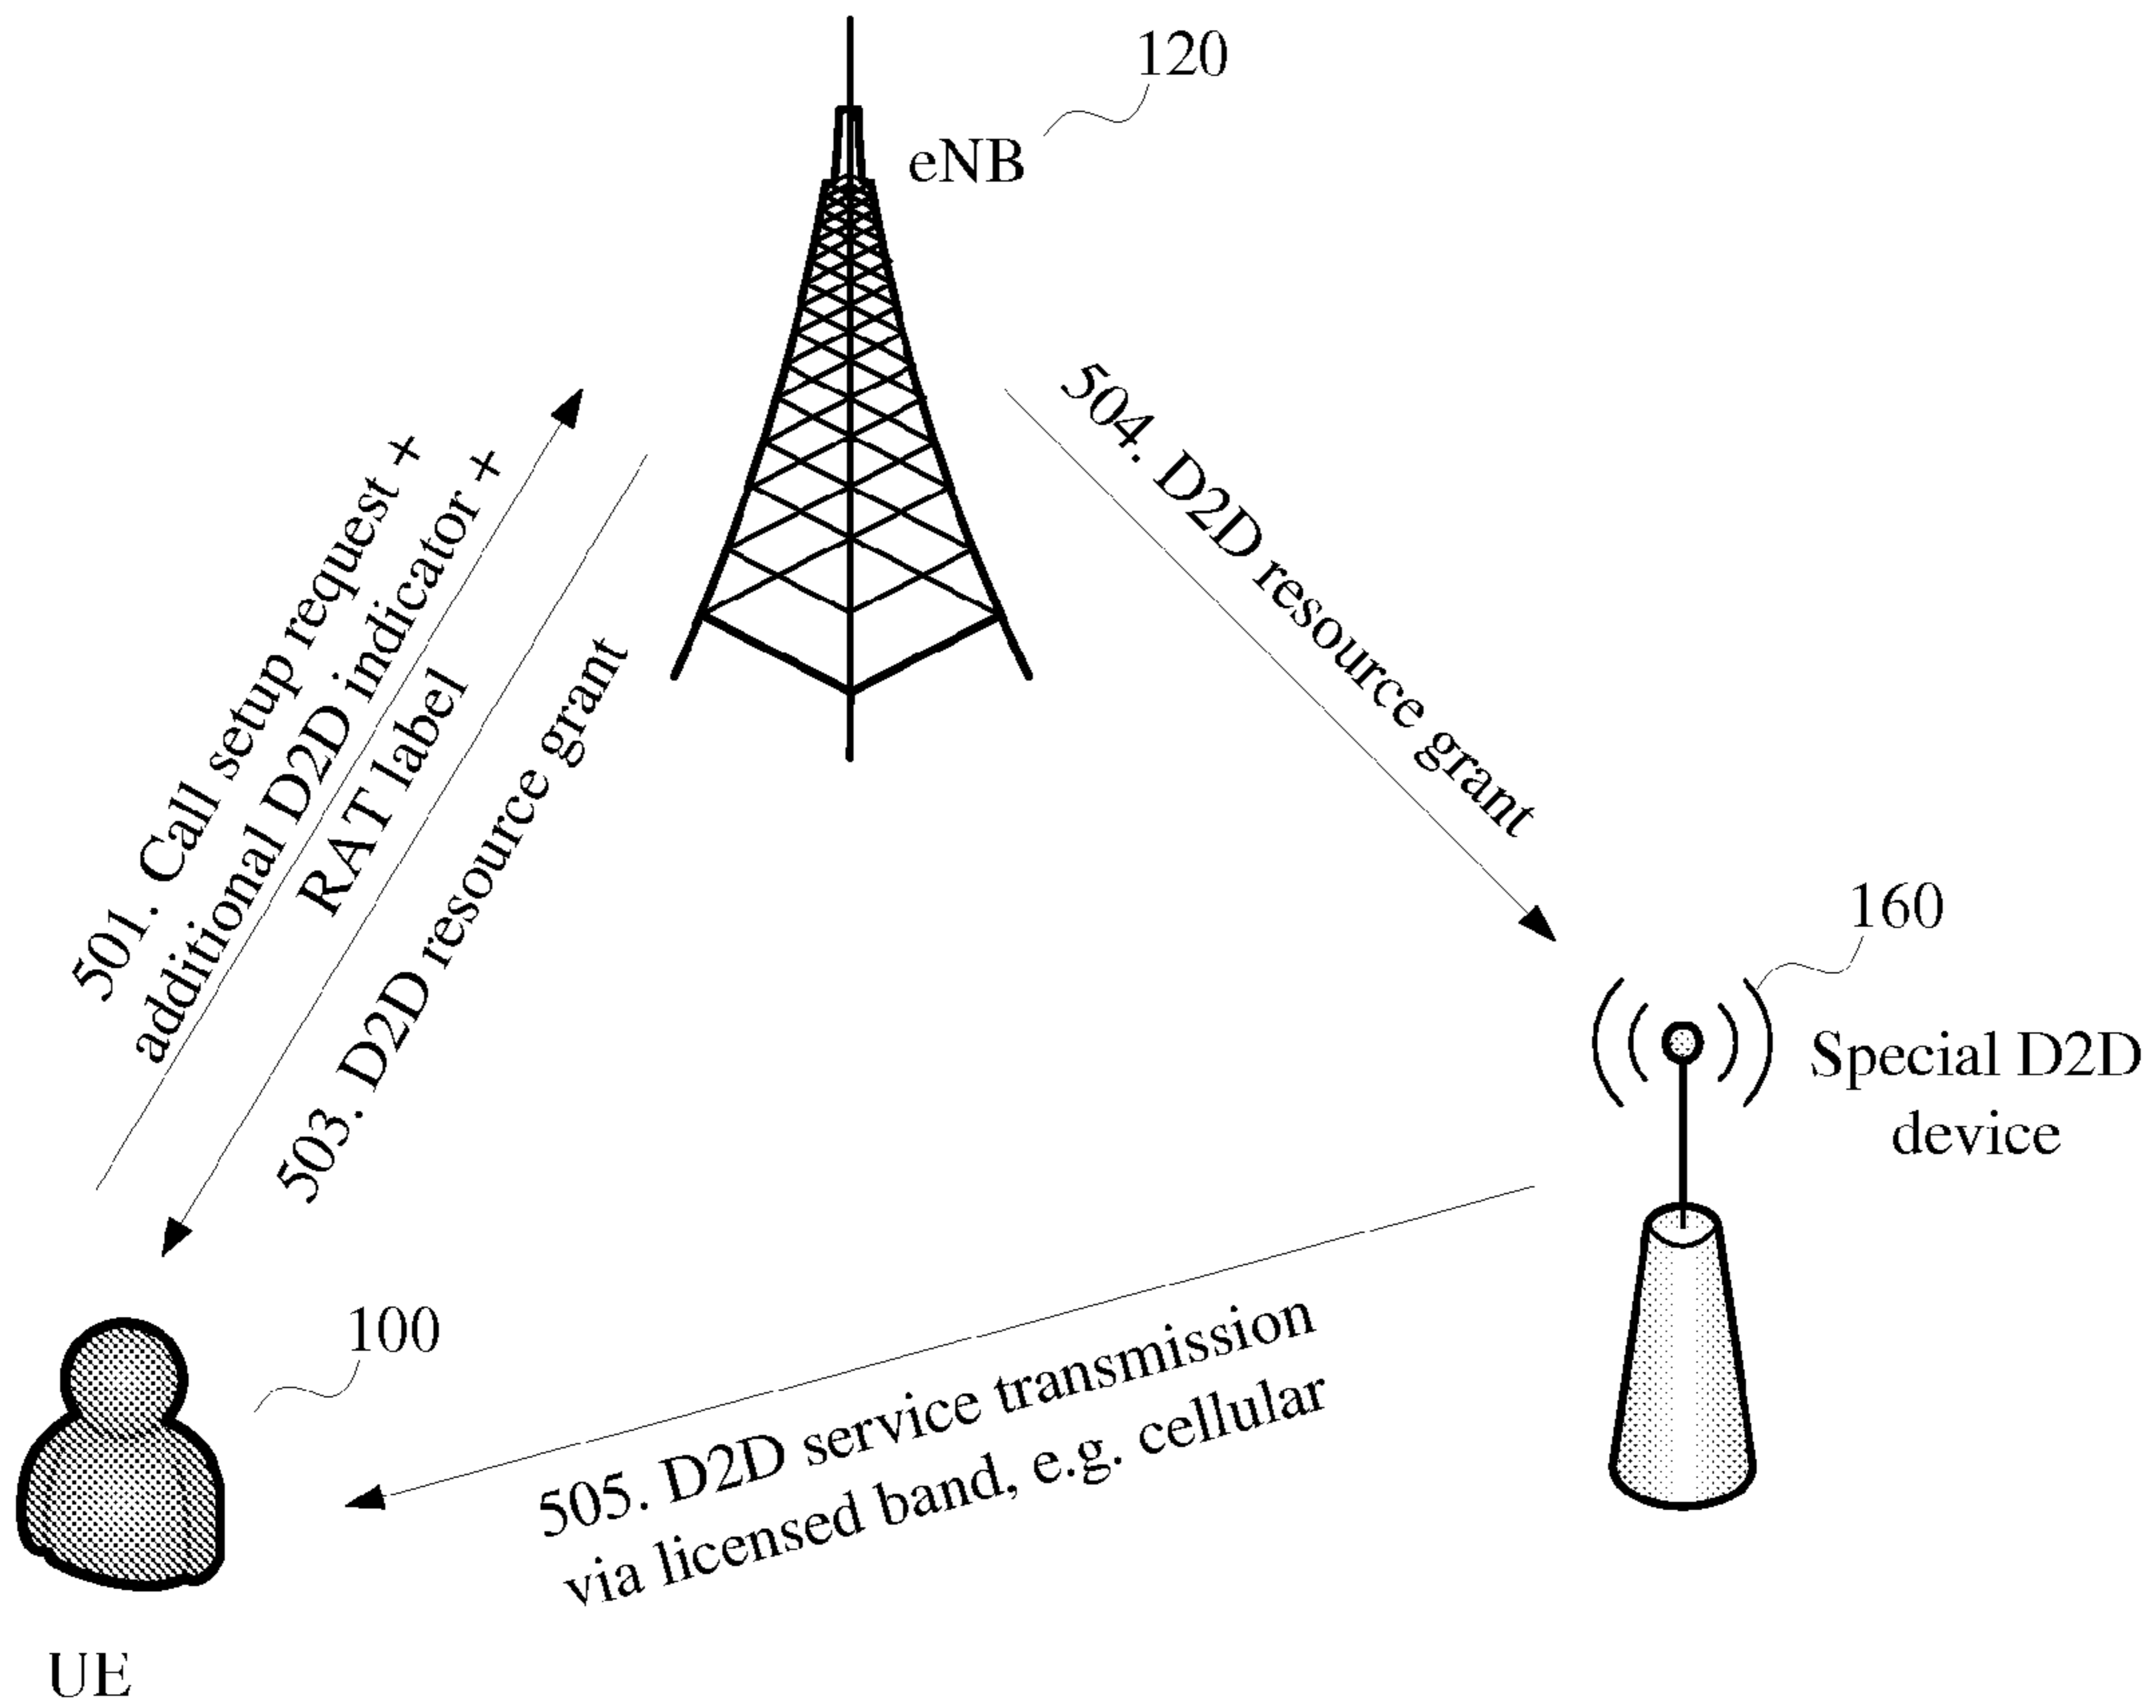 120
eNB
501. Call setup request +
additional D2D indicator +
RAT label
503. D2D resource grant
504. D2D resource grant
160
Special D2D
device
100
505. D2D service transmission
via licensed band, e.g. cellular
UE